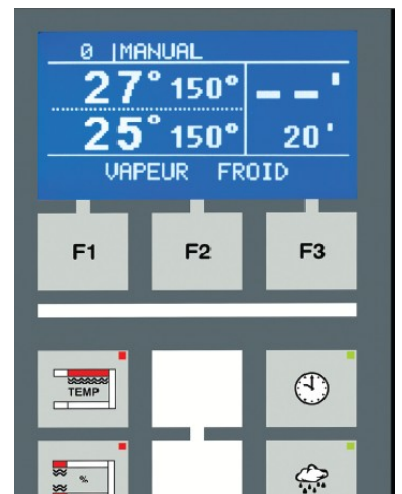 0 |MANUAL
27° 150° _ _'
25° 150° 20'
VAPEUR FROID
F1 F2 F3
TEMP
%